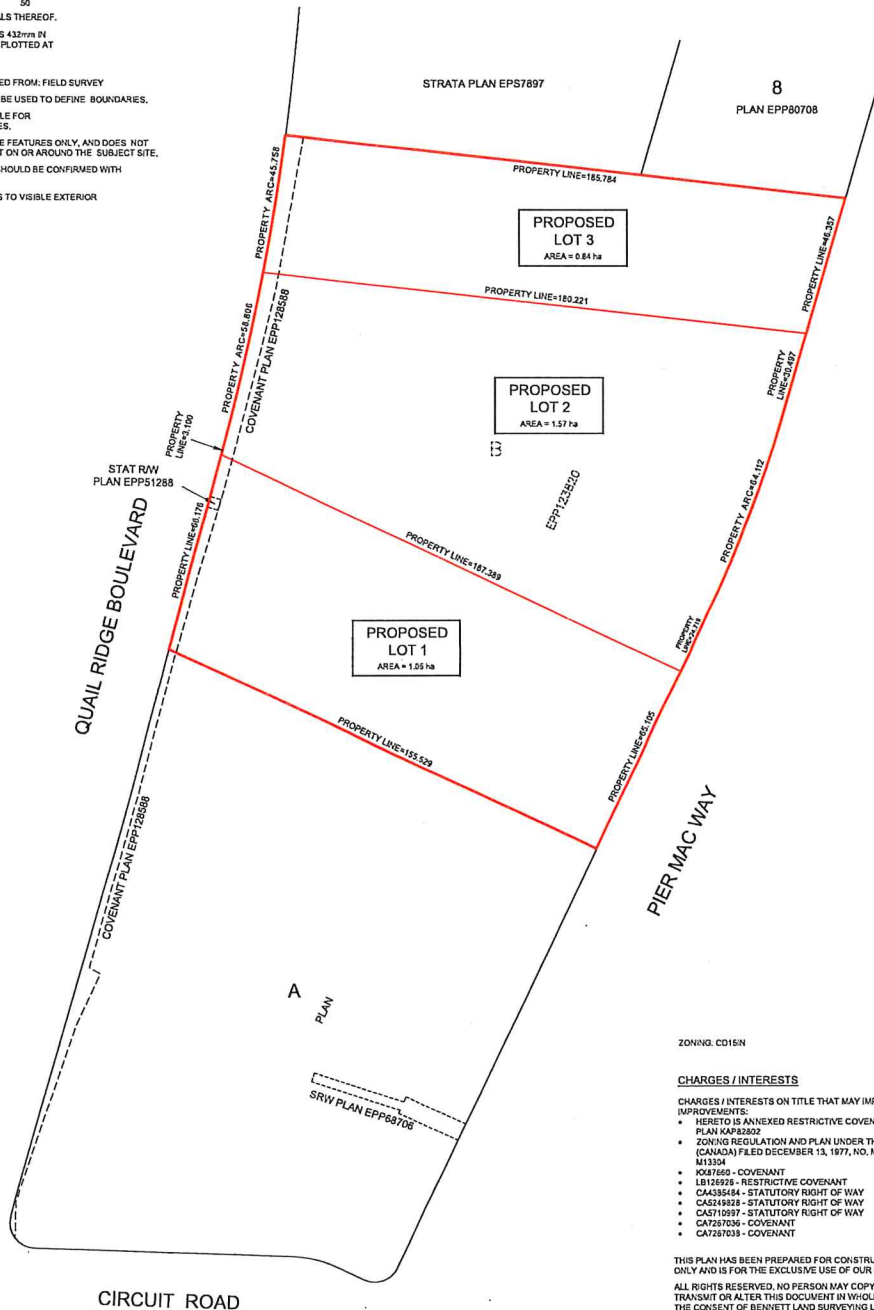 50
LS THEREOF.
S 432mm IN
PLOTTED AT
ED FROM: FIELD SURVEY
BE USED TO DEFINE BOUNDARIES.
LE FOR
ES.
E FEATURES ONLY, AND DOES NOT
T ON OR AROUND THE SUBJECT SITE.
HOULD BE CONFIRMED WITH
S TO VISIBLE EXTERIOR
STRATA PLAN EPS7897
8
PLAN EPP80708
PROPERTY LINE=185.784
PROPERTY ARC=45.758
PROPOSED
LOT 3
AREA = 0.84 ha
PROPERTY LINE=46.357
PROPERTY LINE=180.221
PROPERTY ARC=58.806
COVENANT PLAN EPP128588
PROPERTY
LINE=30.497
PROPOSED
LOT 2
AREA = 1.57 ha
B
EPP123820
PROPERTY
LINE=3.100
STAT R/W
PLAN EPP51288
PROPERTY ARC=64.112
QUAIL RIDGE BOULEVARD
PROPERTY LINE=60.176
PROPERTY LINE=167.389
PROPERTY
LINE=24.719
PROPOSED
LOT 1
AREA = 1.05 ha
PROPERTY LINE=155.529
PROPERTY LINE=65.105
PIER MAC WAY
COVENANT PLAN EPP128588
A
PLAN
SRW PLAN EPP68706
CIRCUIT ROAD
ZONING: CD15IN
CHARGES / INTERESTS
CHARGES / INTERESTS ON TITLE THAT MAY IMP
IMPROVEMENTS:
• HERETO IS ANNEXED RESTRICTIVE COVEN
PLAN KAP82802
• ZONING REGULATION AND PLAN UNDER TH
(CANADA) FILED DECEMBER 13, 1977, NO. M
M13304
• KX87660 - COVENANT
• LB126928 - RESTRICTIVE COVENANT
• CA4385484 - STATUTORY RIGHT OF WAY
• CA5249828 - STATUTORY RIGHT OF WAY
• CA5710997 - STATUTORY RIGHT OF WAY
• CA7267036 - COVENANT
• CA7267038 - COVENANT
THIS PLAN HAS BEEN PREPARED FOR CONSTRU
ONLY AND IS FOR THE EXCLUSIVE USE OF OUR
ALL RIGHTS RESERVED, NO PERSON MAY COPY
TRANSMIT OR ALTER THIS DOCUMENT IN WHOL
THE CONSENT OF BENNETT LAND SURVEYING L